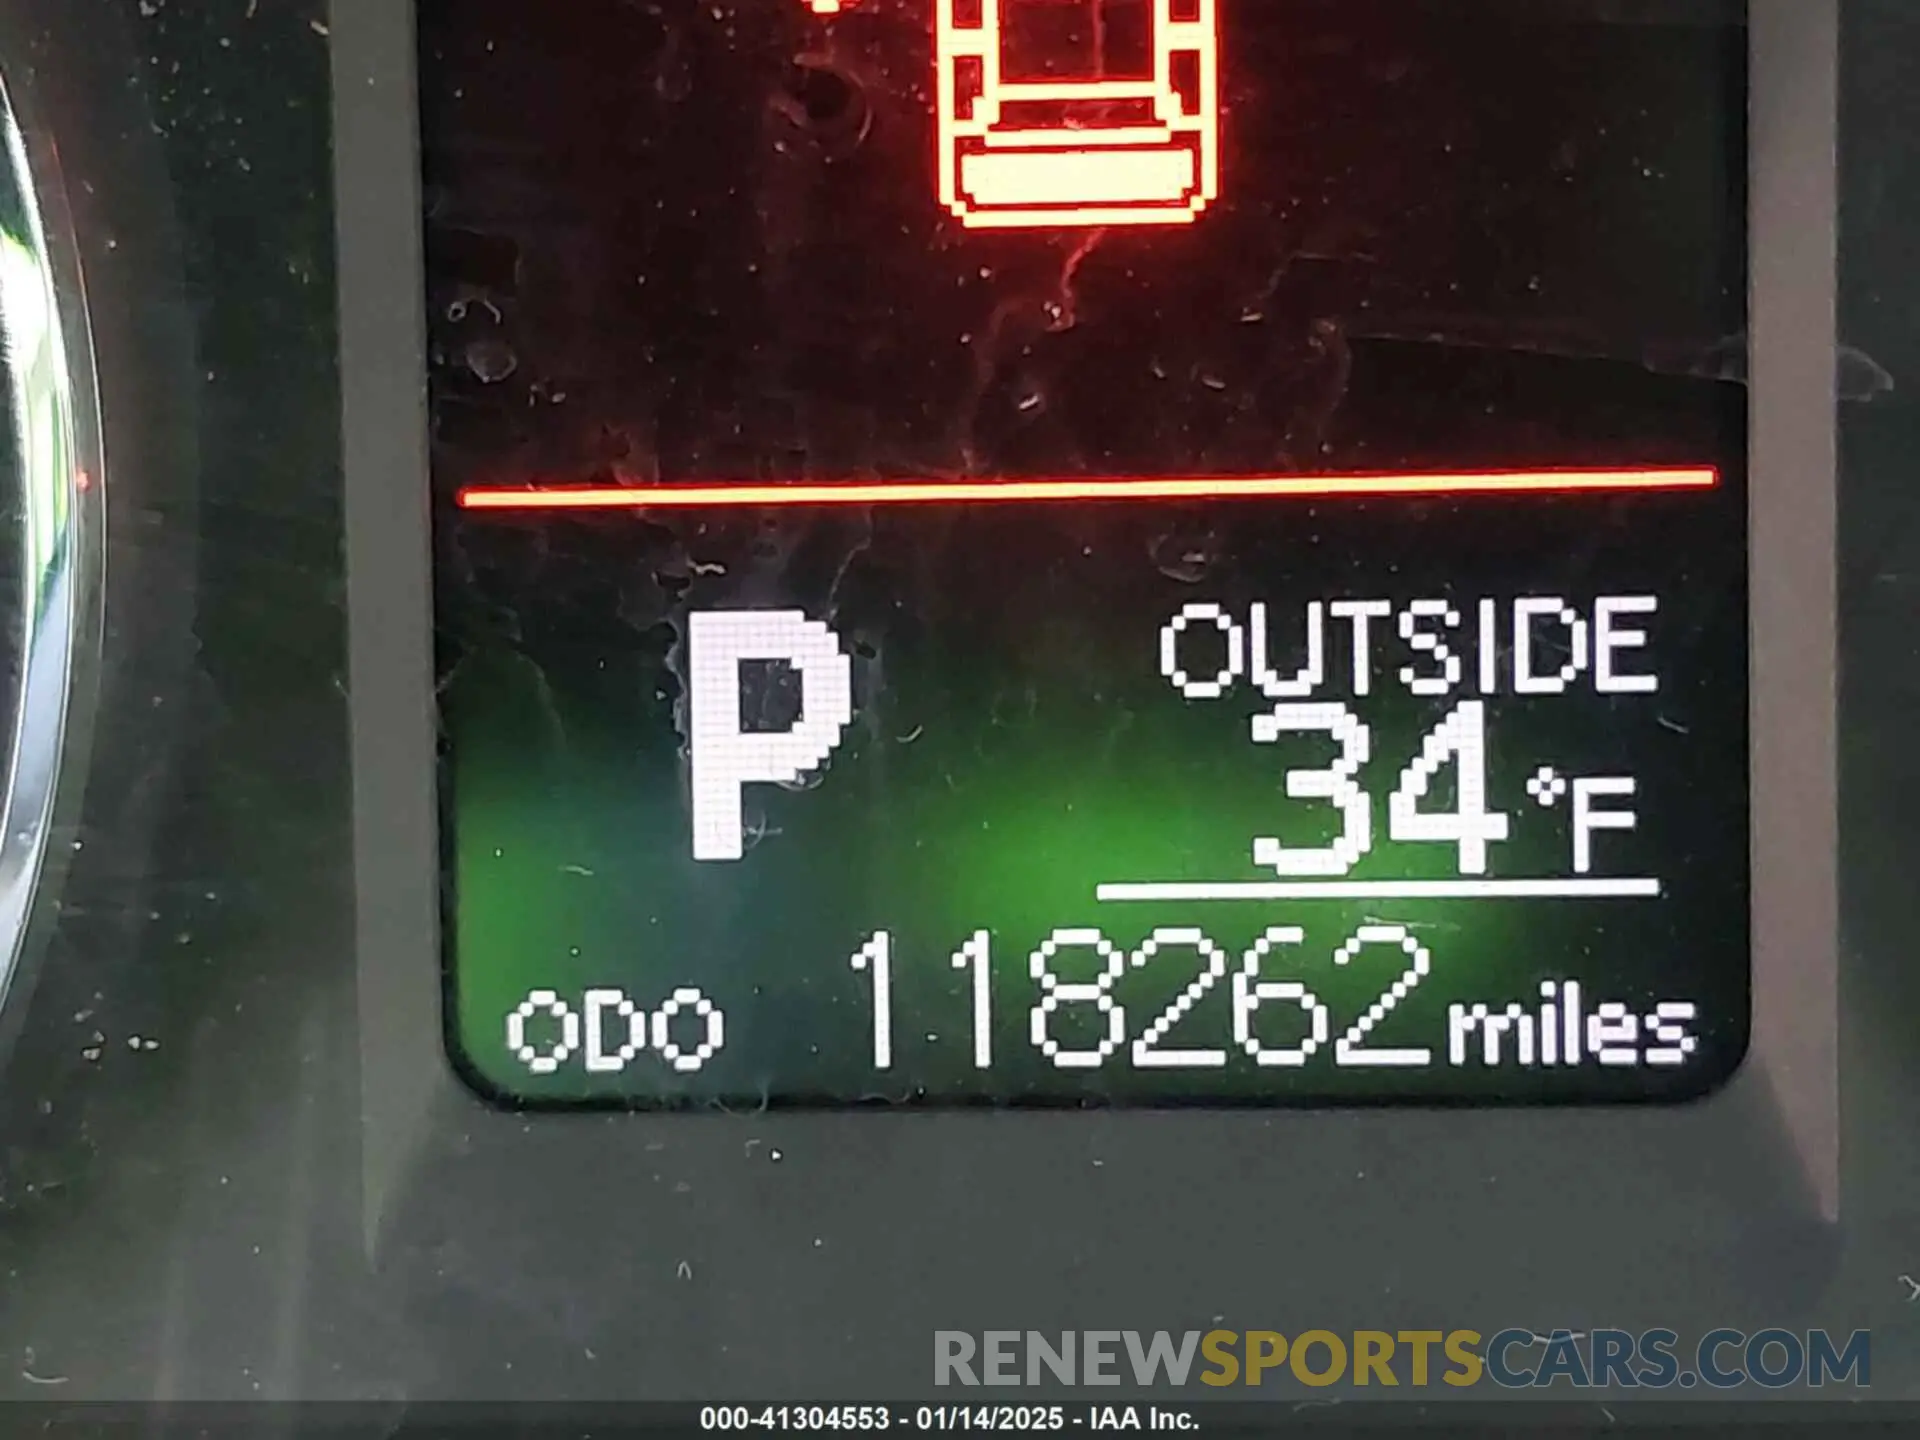 P
OUTSIDE
34 °F
ODO 118262 miles
RENEWSPORTSCARS.COM
000-41304553 - 01/14/2025 - IAA Inc.